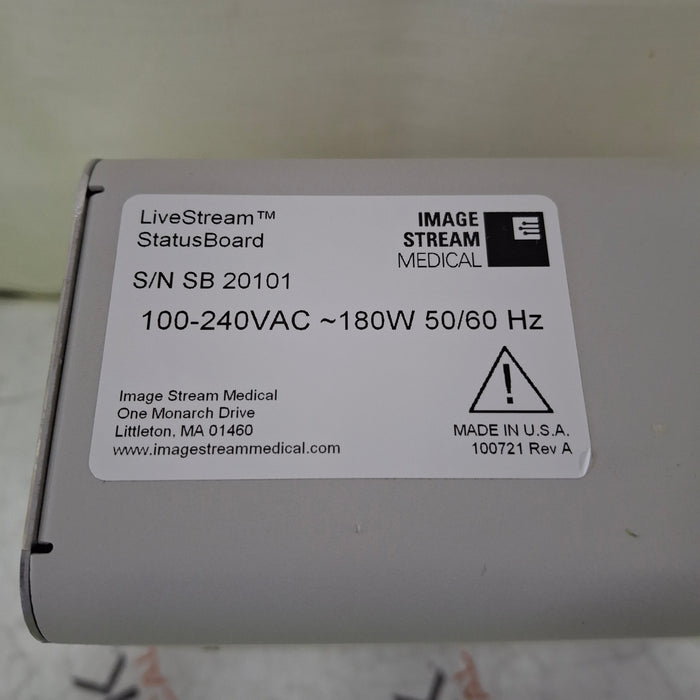 LiveStream™
StatusBoard
IMAGE
STREAM
MEDICAL
S/N SB 20101
100-240VAC ~180W 50/60 Hz
Image Stream Medical
One Monarch Drive
Littleton, MA 01460
www.imagestreammedical.com
!
MADE IN U.S.A.
100721 Rev A